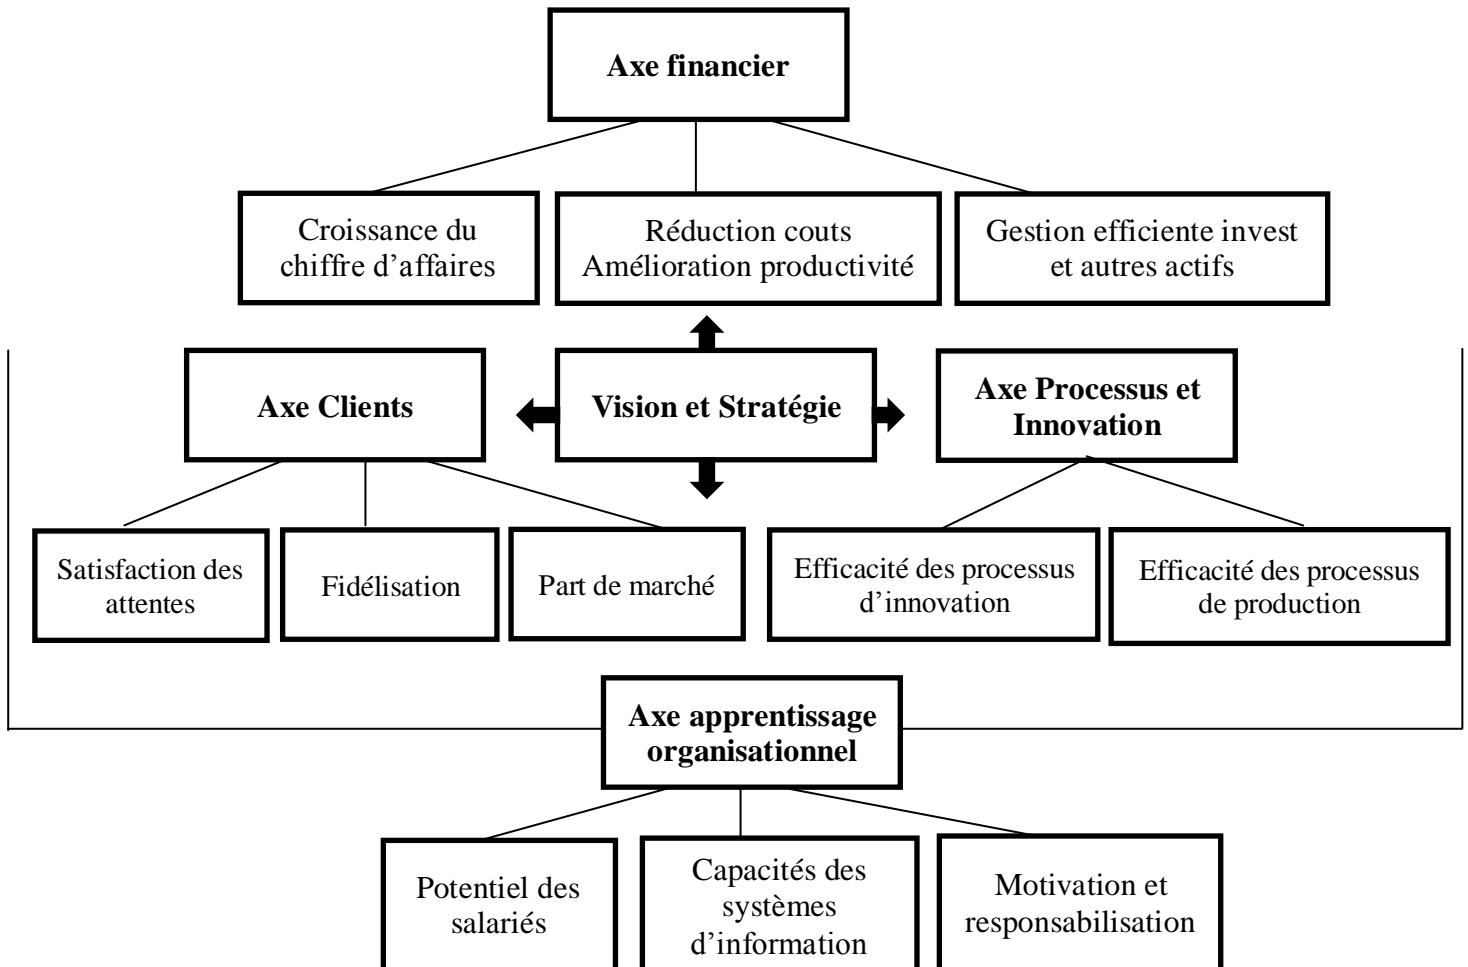 Axe financier
Croissance du
chiffre d’affaires
Réduction couts
Amélioration productivité
Gestion efficiente invest
et autres actifs
Axe Clients
Vision et Stratégie
Axe Processus et
Innovation
Satisfaction des
attentes
Fidélisation
Part de marché
Efficacité des processus
d’innovation
Efficacité des processus
de production
Axe apprentissage
organisationnel
Potentiel des
salariés
Capacités des
systèmes
d’information
Motivation et
responsabilisation